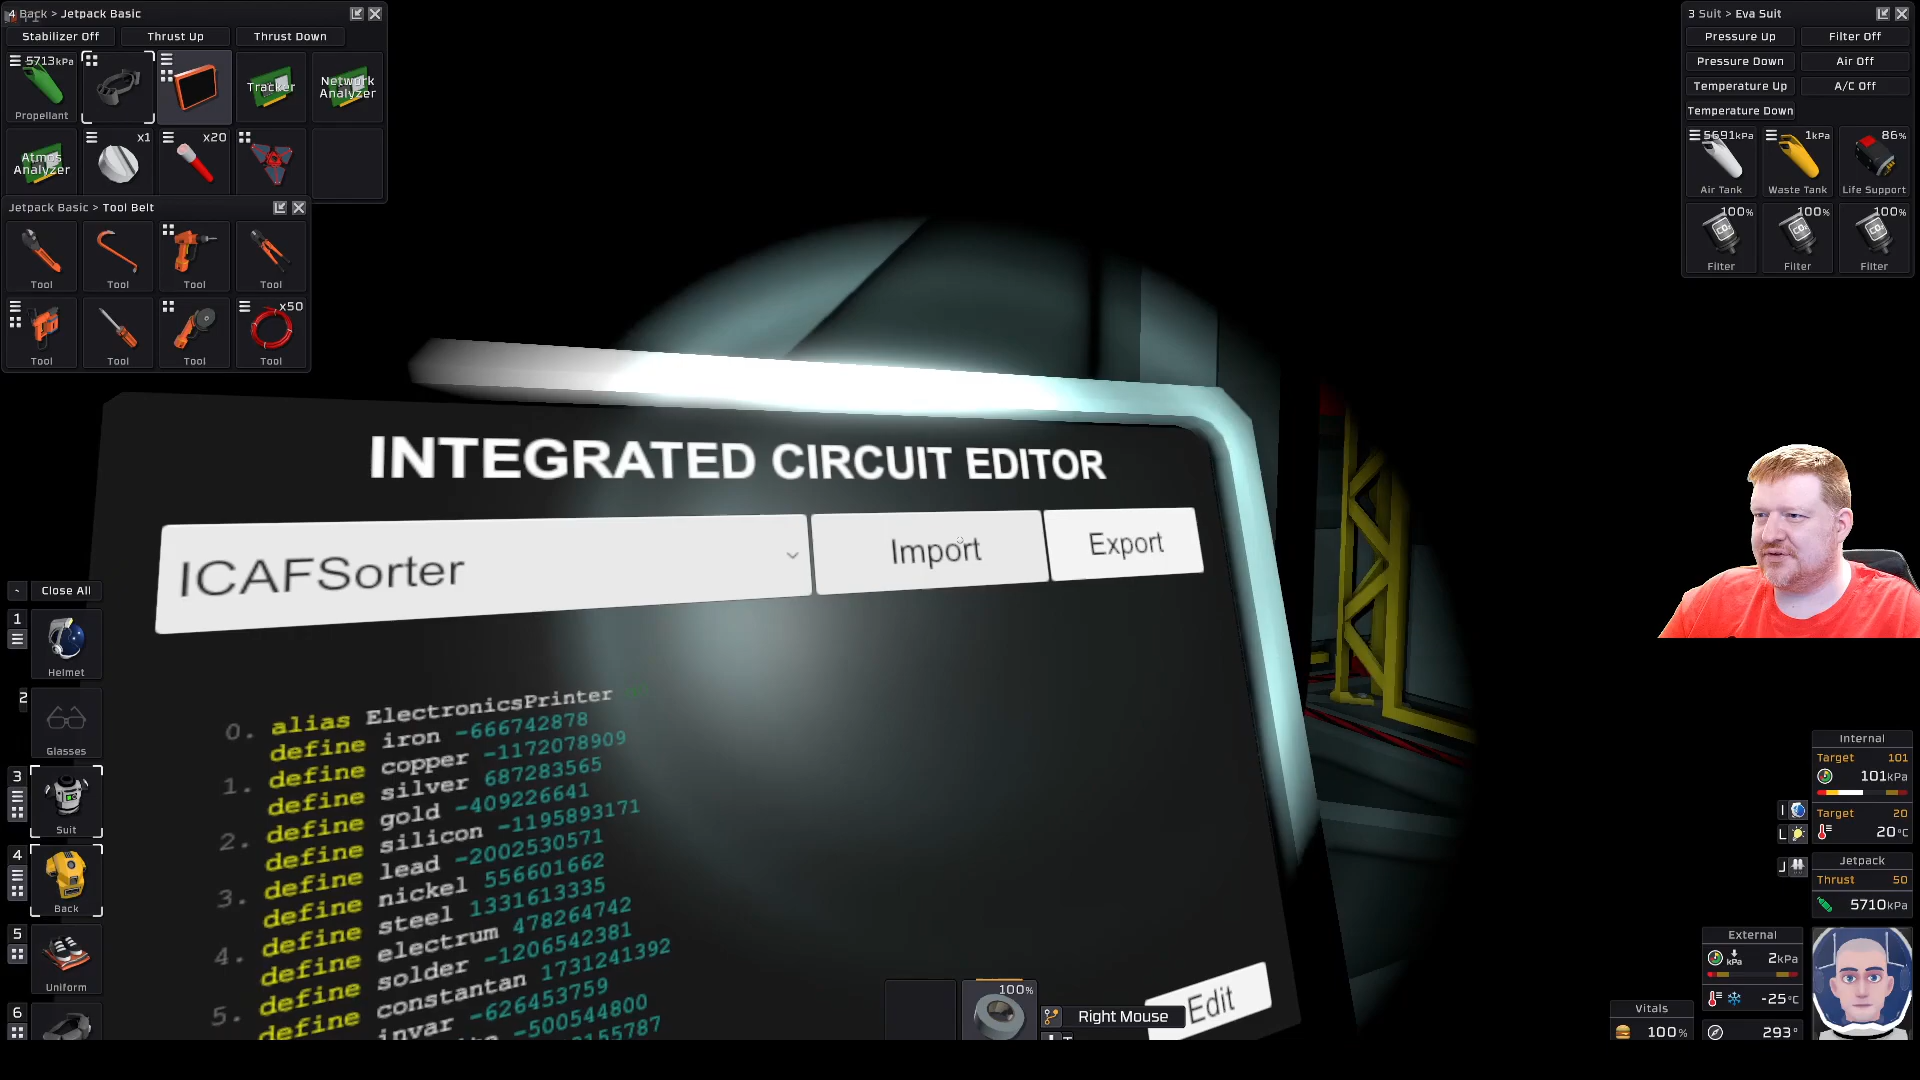 4 Back > Jetpack Basic
Stabilizer Off Thrust Up Thrust Down
5713kPa
Propellant
Tracker
Network
Analyzer
Atmos
Analyzer
x1
x20
Jetpack Basic > Tool Belt
Tool Tool Tool Tool
x50
Tool Tool Tool Tool
3 Suit > Eva Suit
Pressure Up Filter Off
Pressure Down Air Off
Temperature Up A/C Off
Temperature Down
5691kPa 1kPa 86%
Air Tank Waste Tank Life Support
100% 100% 100%
CO₂ CO₂ CO₂
Filter Filter Filter
INTEGRATED CIRCUIT EDITOR
ICAFSorter Import Export
0. alias ElectronicsPrinter
define iron -666742878
1. define copper -1172078909
define silver 687283565
2. define gold -409226641
define silicon -1195893171
3. define lead -2002530571
define nickel 556601662
4. define steel 1331613335
define electrum 478264742
5. define solder -1206542381
define constantan 1731241392
define invar -626453759
-500544800
155787
Edit
~ Close All
1
Helmet
2
Glasses
3
Suit
4
Back
5
Uniform
6
100%
Right Mouse
Internal
Target 101
101kPa
Target 20
20°C
I
L
J
Jetpack
Thrust 50
5710kPa
External
kPa 2kPa
-25°C
293°
Vitals
100%